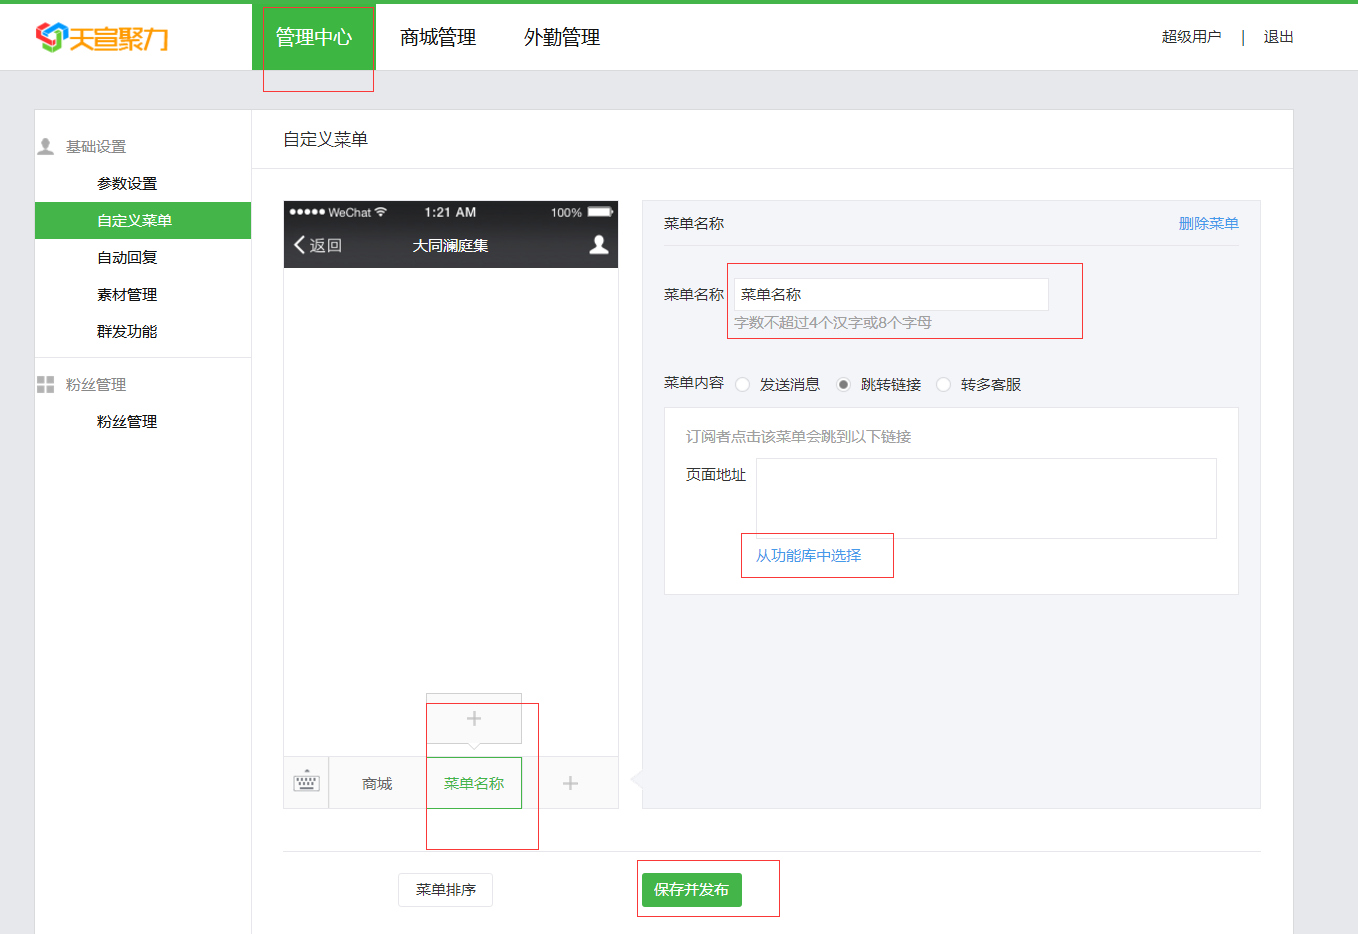 天宣聚力
管理中心
商城管理
外勤管理
超级用户 | 退出
基础设置
参数设置
自定义菜单
自动回复
素材管理
群发功能
粉丝管理
粉丝管理
自定义菜单
WeChat 1:21 AM 100%
返回 大同澜庭集
商城 菜单名称
菜单名称 删除菜单
菜单名称 菜单名称
字数不超过4个汉字或8个字母
菜单内容 发送消息 跳转链接 转多客服
订阅者点击该菜单会跳到以下链接
页面地址
从功能库中选择
菜单排序 保存并发布